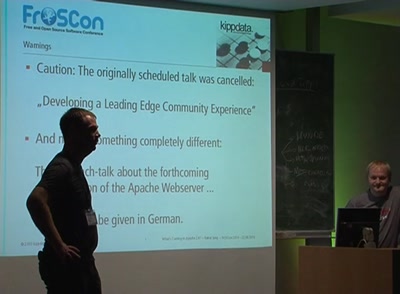 FrOSCon
Free and Open Source Software Conference
kippdata
Warnings
Caution: The originally scheduled talk was cancelled:
„Developing a Leading Edge Community Experience"
And n omething completely different:
Th ch-talk about the forthcoming
on of the Apache Webserver ...
be given in German.